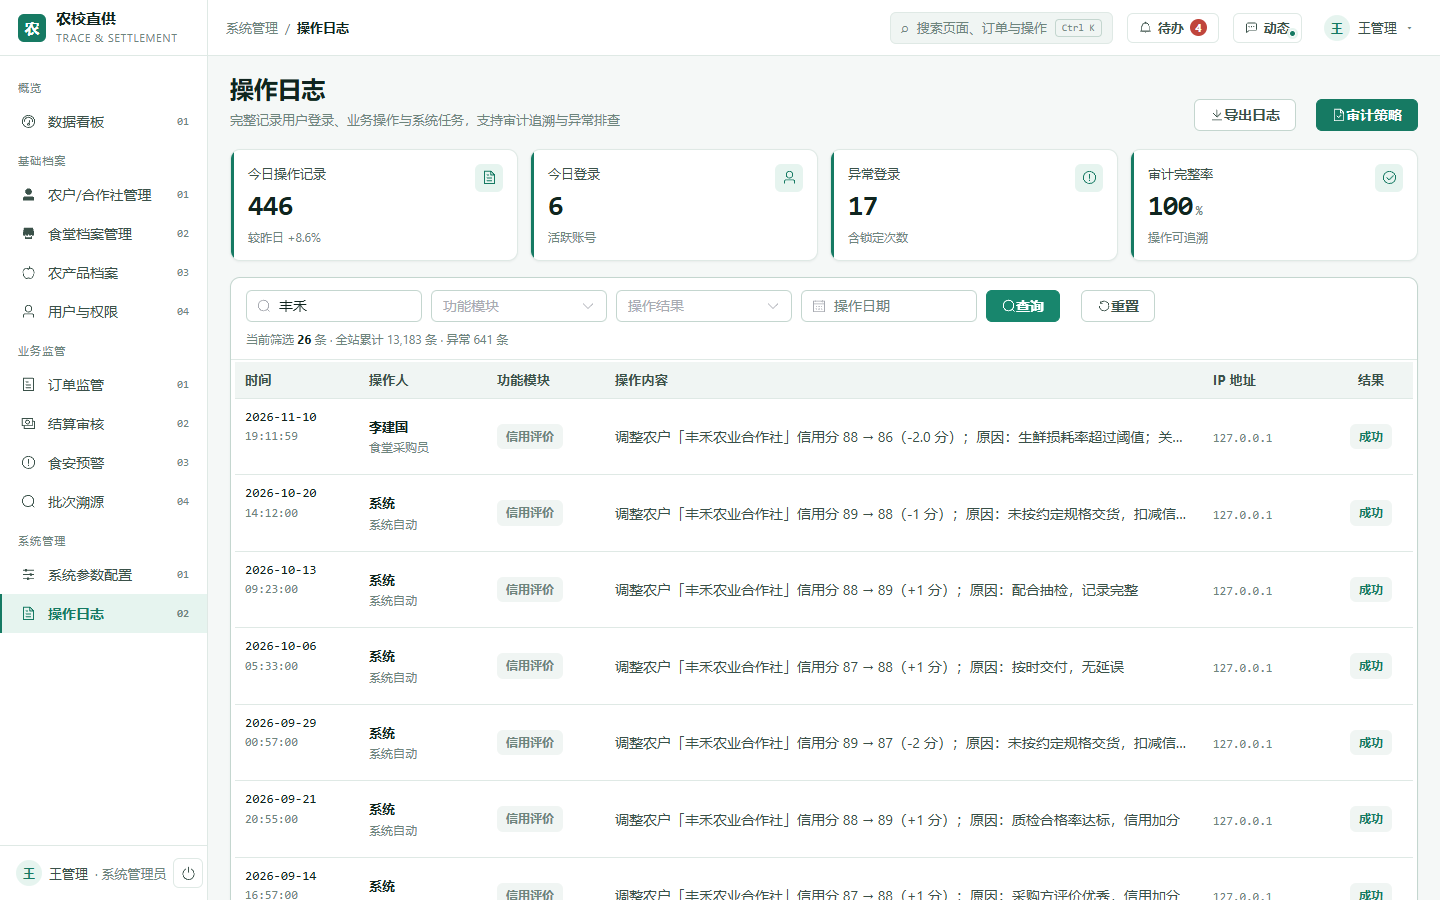 农
农校直供
TRACE & SETTLEMENT
系统管理 / 操作日志
搜索页面、订单与操作 Ctrl K
待办 4
动态
王 王管理
概览
数据看板 01
基础档案
农户/合作社管理 01
食堂档案管理 02
农产品档案 03
用户与权限 04
业务监管
订单监管 01
结算审核 02
食安预警 03
批次溯源 04
系统管理
系统参数配置 01
操作日志 02
王 王管理 · 系统管理员
操作日志
完整记录用户登录、业务操作与系统任务，支持审计追溯与异常排查
导出日志
审计策略
今日操作记录
446
较昨日 +8.6%
今日登录
6
活跃账号
异常登录
17
含锁定次数
审计完整率
100%
操作可追溯
丰禾 功能模块 操作结果 操作日期 查询 重置
当前筛选 26 条 · 全站累计 13,183 条 · 异常 641 条
时间 操作人 功能模块 操作内容 IP 地址 结果
2026-11-10
19:11:59
李建国
食堂采购员
信用评价
调整农户「丰禾农业合作社」信用分 88 → 86（-2.0 分）；原因：生鲜损耗率超过阈值；关...
127.0.0.1
成功
2026-10-20
14:12:00
系统
系统自动
信用评价
调整农户「丰禾农业合作社」信用分 89 → 88（-1 分）；原因：未按约定规格交货，扣减信...
127.0.0.1
成功
2026-10-13
09:23:00
系统
系统自动
信用评价
调整农户「丰禾农业合作社」信用分 88 → 89（+1 分）；原因：配合抽检，记录完整
127.0.0.1
成功
2026-10-06
05:33:00
系统
系统自动
信用评价
调整农户「丰禾农业合作社」信用分 87 → 88（+1 分）；原因：按时交付，无延误
127.0.0.1
成功
2026-09-29
00:57:00
系统
系统自动
信用评价
调整农户「丰禾农业合作社」信用分 89 → 87（-2 分）；原因：未按约定规格交货，扣减信...
127.0.0.1
成功
2026-09-21
20:55:00
系统
系统自动
信用评价
调整农户「丰禾农业合作社」信用分 88 → 89（+1 分）；原因：质检合格率达标，信用加分
127.0.0.1
成功
2026-09-14
16:57:00
系统
信用评价
调整农户「丰禾农业合作社」信用分 87 → 88（+1 分）；原因：采购方评价优秀，信用加分
127.0.0.1
成功